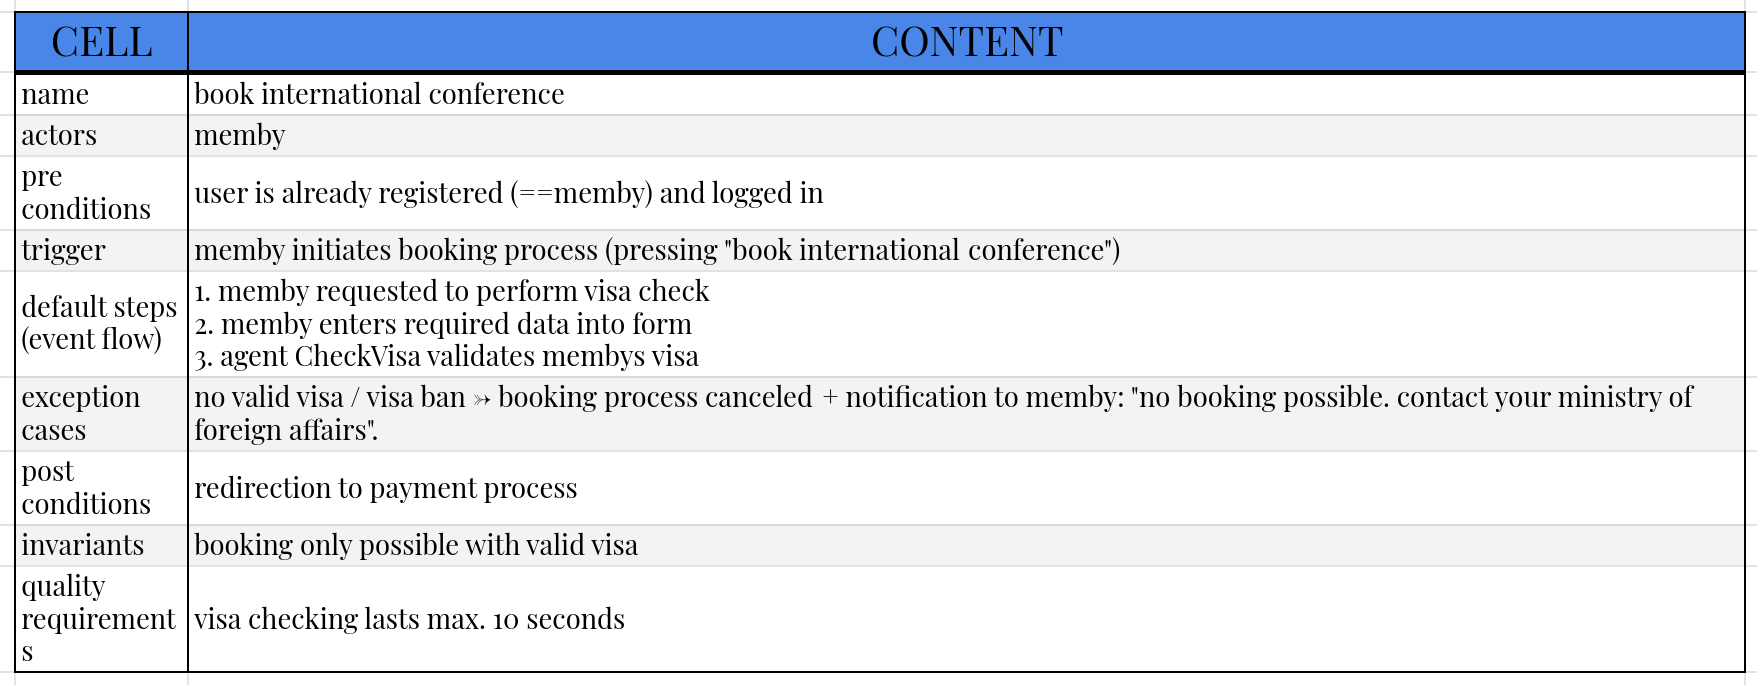 CELL CONTENT
name book international conference
actors memby
pre
conditions
user is already registered (==memby) and logged in
trigger memby initiates booking process (pressing "book international conference")
default steps
(event flow)
1. memby requested to perform visa check
2. memby enters required data into form
3. agent CheckVisa validates membys visa
exception
cases
no valid visa / visa ban ⤖ booking process canceled + notification to memby: "no booking possible. contact your ministry of
foreign affairs".
post
conditions
redirection to payment process
invariants booking only possible with valid visa
quality
requirement
s
visa checking lasts max. 10 seconds